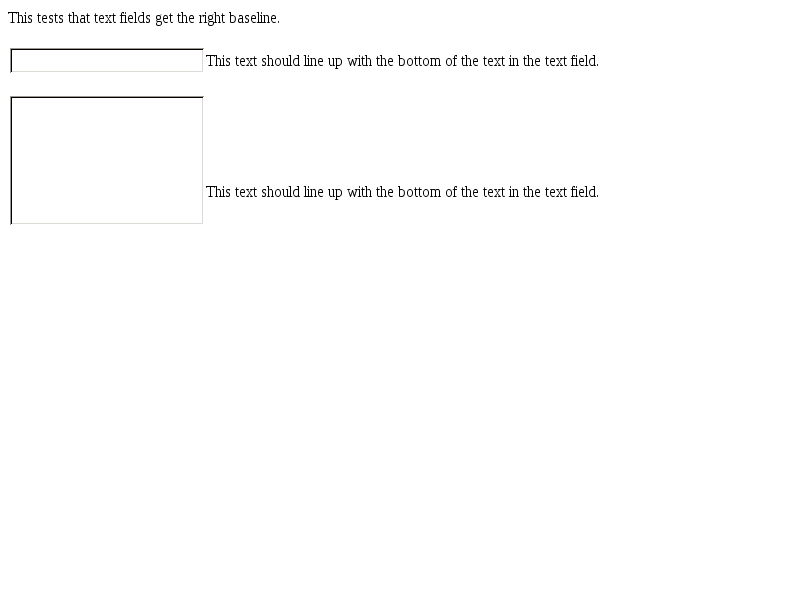 This tests that text fields get the right baseline.
This text should line up with the bottom of the text in the text field.
This text should line up with the bottom of the text in the text field.